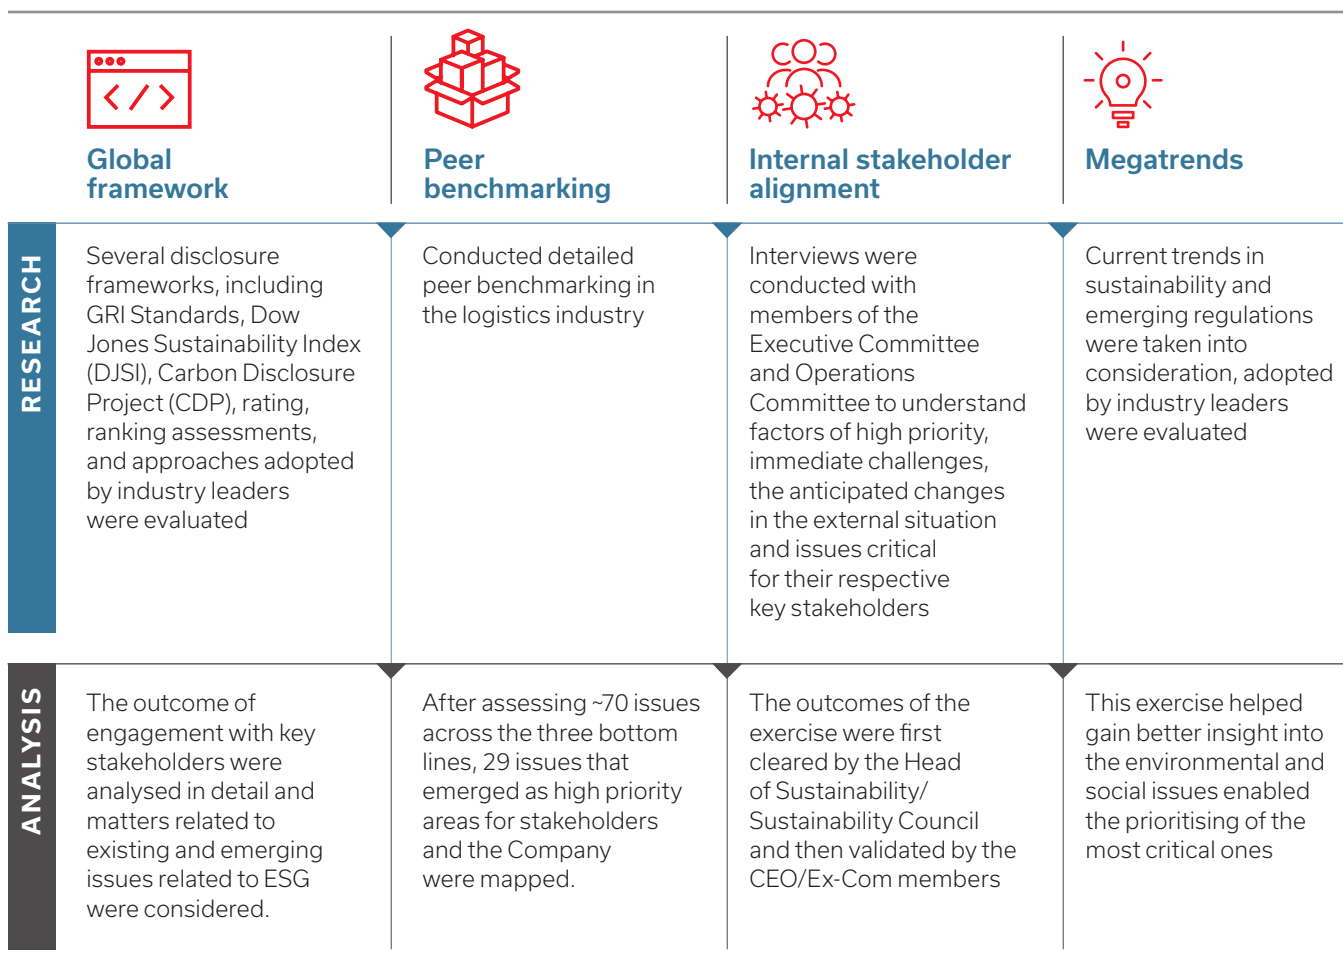 Global
framework
Peer
benchmarking
Internal stakeholder
alignment
Megatrends
RESEARCH
Several disclosure
frameworks, including
GRI Standards, Dow
Jones Sustainability Index
(DJSI), Carbon Disclosure
Project (CDP), rating,
ranking assessments,
and approaches adopted
by industry leaders
were evaluated
Conducted detailed
peer benchmarking in
the logistics industry
Interviews were
conducted with
members of the
Executive Committee
and Operations
Committee to understand
factors of high priority,
immediate challenges,
the anticipated changes
in the external situation
and issues critical
for their respective
key stakeholders
Current trends in
sustainability and
emerging regulations
were taken into
consideration, adopted
by industry leaders
were evaluated
ANALYSIS
The outcome of
engagement with key
stakeholders were
analysed in detail and
matters related to
existing and emerging
issues related to ESG
were considered.
After assessing ~70 issues
across the three bottom
lines, 29 issues that
emerged as high priority
areas for stakeholders
and the Company
were mapped.
The outcomes of the
exercise were first
cleared by the Head
of Sustainability/
Sustainability Council
and then validated by the
CEO/Ex-Com members
This exercise helped
gain better insight into
the environmental and
social issues enabled
the prioritising of the
most critical ones